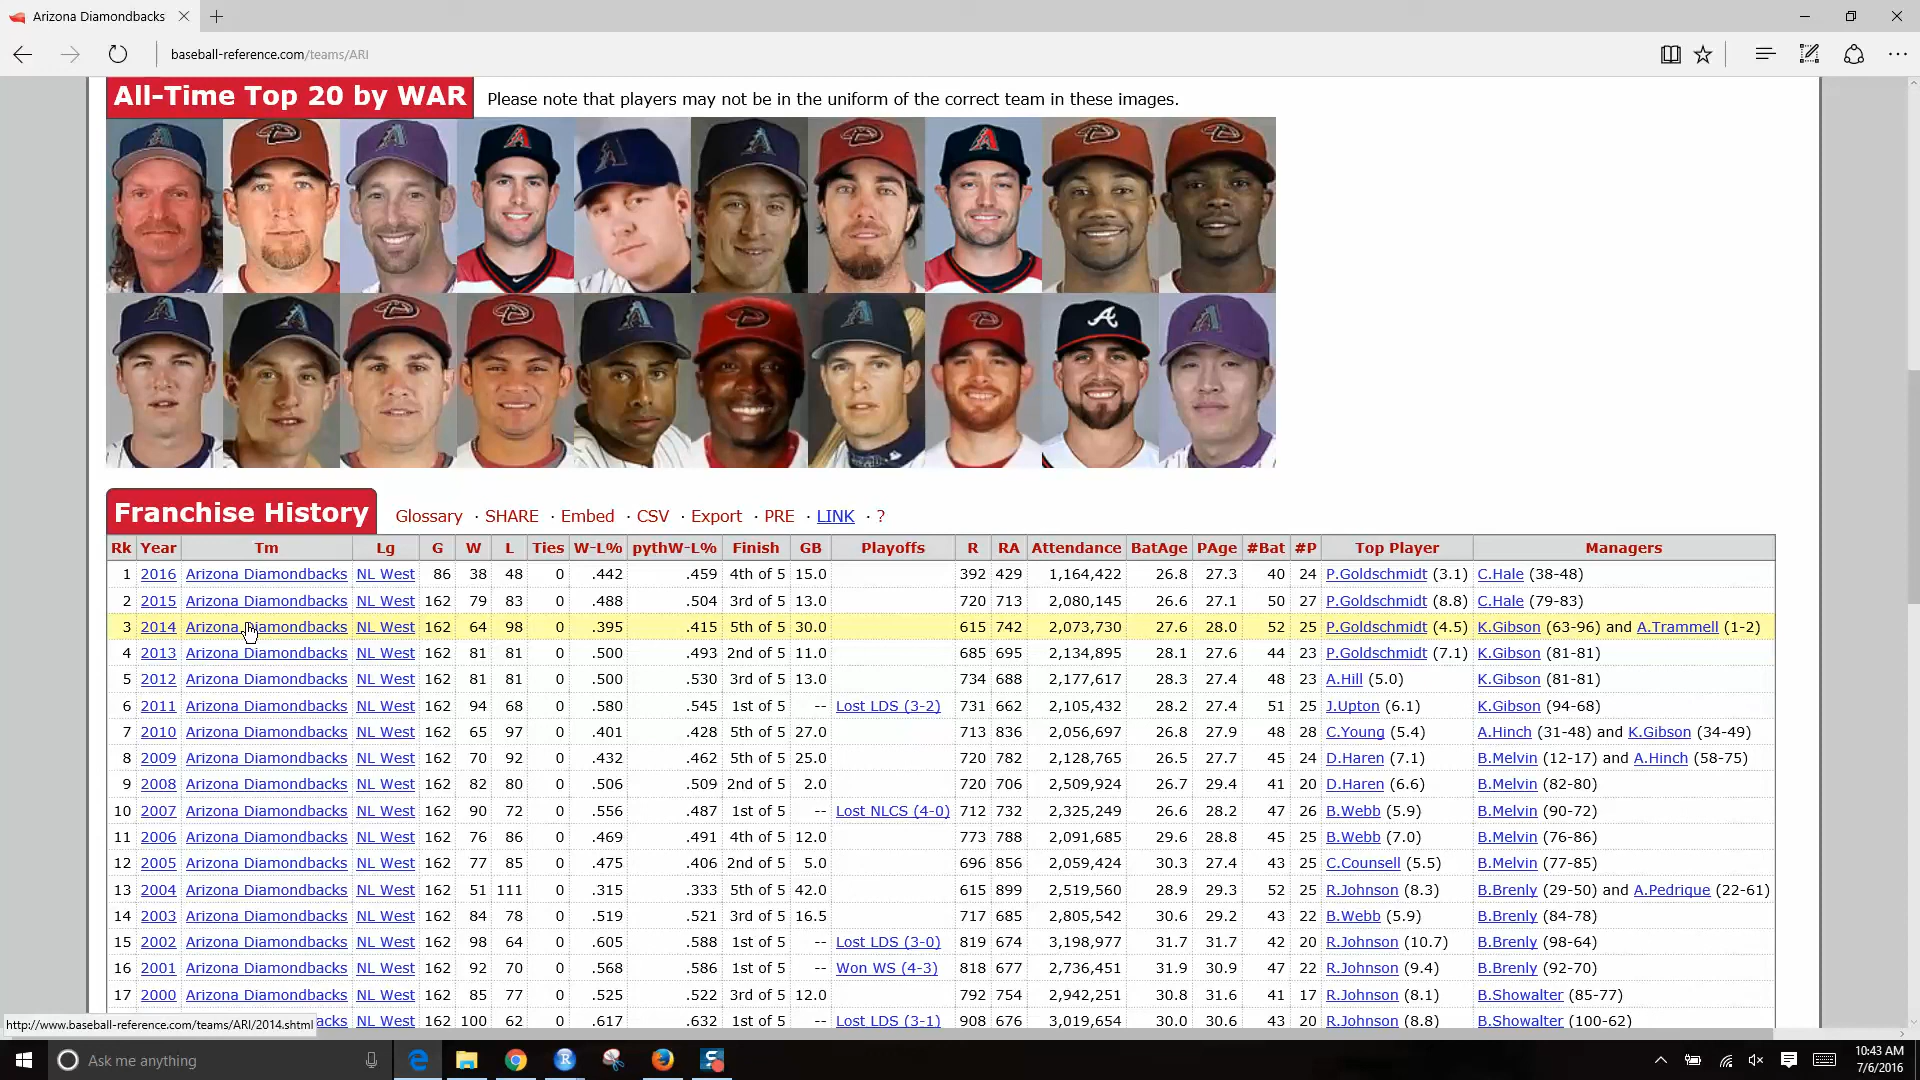 Arizona Diamondbacks
baseball-reference.com/teams/ARI
All-Time Top 20 by WAR Please note that players may not be in the uniform of the correct team in these images.
Franchise History Glossary · SHARE · Embed · CSV · Export · PRE · LINK · ?
Rk Year Tm Lg G W L Ties W-L% pythW-L% Finish GB Playoffs R RA Attendance BatAge PAge #Bat #P Top Player Managers
1 2016 Arizona Diamondbacks NL West 86 38 48 0 .442 .459 4th of 5 15.0 392 429 1,164,422 26.8 27.3 40 24 P.Goldschmidt (3.1) C.Hale (38-48)
2 2015 Arizona Diamondbacks NL West 162 79 83 0 .488 .504 3rd of 5 13.0 720 713 2,080,145 26.6 27.1 50 27 P.Goldschmidt (8.8) C.Hale (79-83)
3 2014 Arizona Diamondbacks NL West 162 64 98 0 .395 .415 5th of 5 30.0 615 742 2,073,730 27.6 28.0 52 25 P.Goldschmidt (4.5) K.Gibson (63-96) and A.Trammell (1-2)
4 2013 Arizona Diamondbacks NL West 162 81 81 0 .500 .493 2nd of 5 11.0 685 695 2,134,895 28.1 27.6 44 23 P.Goldschmidt (7.1) K.Gibson (81-81)
5 2012 Arizona Diamondbacks NL West 162 81 81 0 .500 .530 3rd of 5 13.0 734 688 2,177,617 28.3 27.4 48 23 A.Hill (5.0) K.Gibson (81-81)
6 2011 Arizona Diamondbacks NL West 162 94 68 0 .580 .545 1st of 5 -- Lost LDS (3-2) 731 662 2,105,432 28.2 27.4 51 25 J.Upton (6.1) K.Gibson (94-68)
7 2010 Arizona Diamondbacks NL West 162 65 97 0 .401 .428 5th of 5 27.0 713 836 2,056,697 26.8 27.9 48 28 C.Young (5.4) A.Hinch (31-48) and K.Gibson (34-49)
8 2009 Arizona Diamondbacks NL West 162 70 92 0 .432 .462 5th of 5 25.0 720 782 2,128,765 26.5 27.7 45 24 D.Haren (7.1) B.Melvin (12-17) and A.Hinch (58-75)
9 2008 Arizona Diamondbacks NL West 162 82 80 0 .506 .509 2nd of 5 2.0 720 706 2,509,924 26.7 29.4 41 20 D.Haren (6.6) B.Melvin (82-80)
10 2007 Arizona Diamondbacks NL West 162 90 72 0 .556 .487 1st of 5 -- Lost NLCS (4-0) 712 732 2,325,249 26.6 28.2 47 26 B.Webb (5.9) B.Melvin (90-72)
11 2006 Arizona Diamondbacks NL West 162 76 86 0 .469 .491 4th of 5 12.0 773 788 2,091,685 29.6 28.8 45 25 B.Webb (7.0) B.Melvin (76-86)
12 2005 Arizona Diamondbacks NL West 162 77 85 0 .475 .406 2nd of 5 5.0 696 856 2,059,424 30.3 27.4 43 25 C.Counsell (5.5) B.Melvin (77-85)
13 2004 Arizona Diamondbacks NL West 162 51 111 0 .315 .333 5th of 5 42.0 615 899 2,519,560 28.9 29.3 52 25 R.Johnson (8.3) B.Brenly (29-50) and A.Pedrique (22-61)
14 2003 Arizona Diamondbacks NL West 162 84 78 0 .519 .521 3rd of 5 16.5 717 685 2,805,542 30.6 29.2 43 22 B.Webb (5.9) B.Brenly (84-78)
15 2002 Arizona Diamondbacks NL West 162 98 64 0 .605 .588 1st of 5 -- Lost LDS (3-0) 819 674 3,198,977 31.7 31.7 42 20 R.Johnson (10.7) B.Brenly (98-64)
16 2001 Arizona Diamondbacks NL West 162 92 70 0 .568 .586 1st of 5 -- Won WS (4-3) 818 677 2,736,451 31.9 30.9 47 22 R.Johnson (9.4) B.Brenly (92-70)
17 2000 Arizona Diamondbacks NL West 162 85 77 0 .525 .522 3rd of 5 12.0 792 754 2,942,251 30.8 31.6 41 17 R.Johnson (8.1) B.Showalter (85-77)
acks NL West 162 100 62 0 .617 .632 1st of 5 -- Lost LDS (3-1) 908 676 3,019,654 30.0 30.6 43 20 R.Johnson (8.8) B.Showalter (100-62)
http://www.baseball-reference.com/teams/ARI/2014.shtml
Ask me anything
10:43 AM
7/6/2016